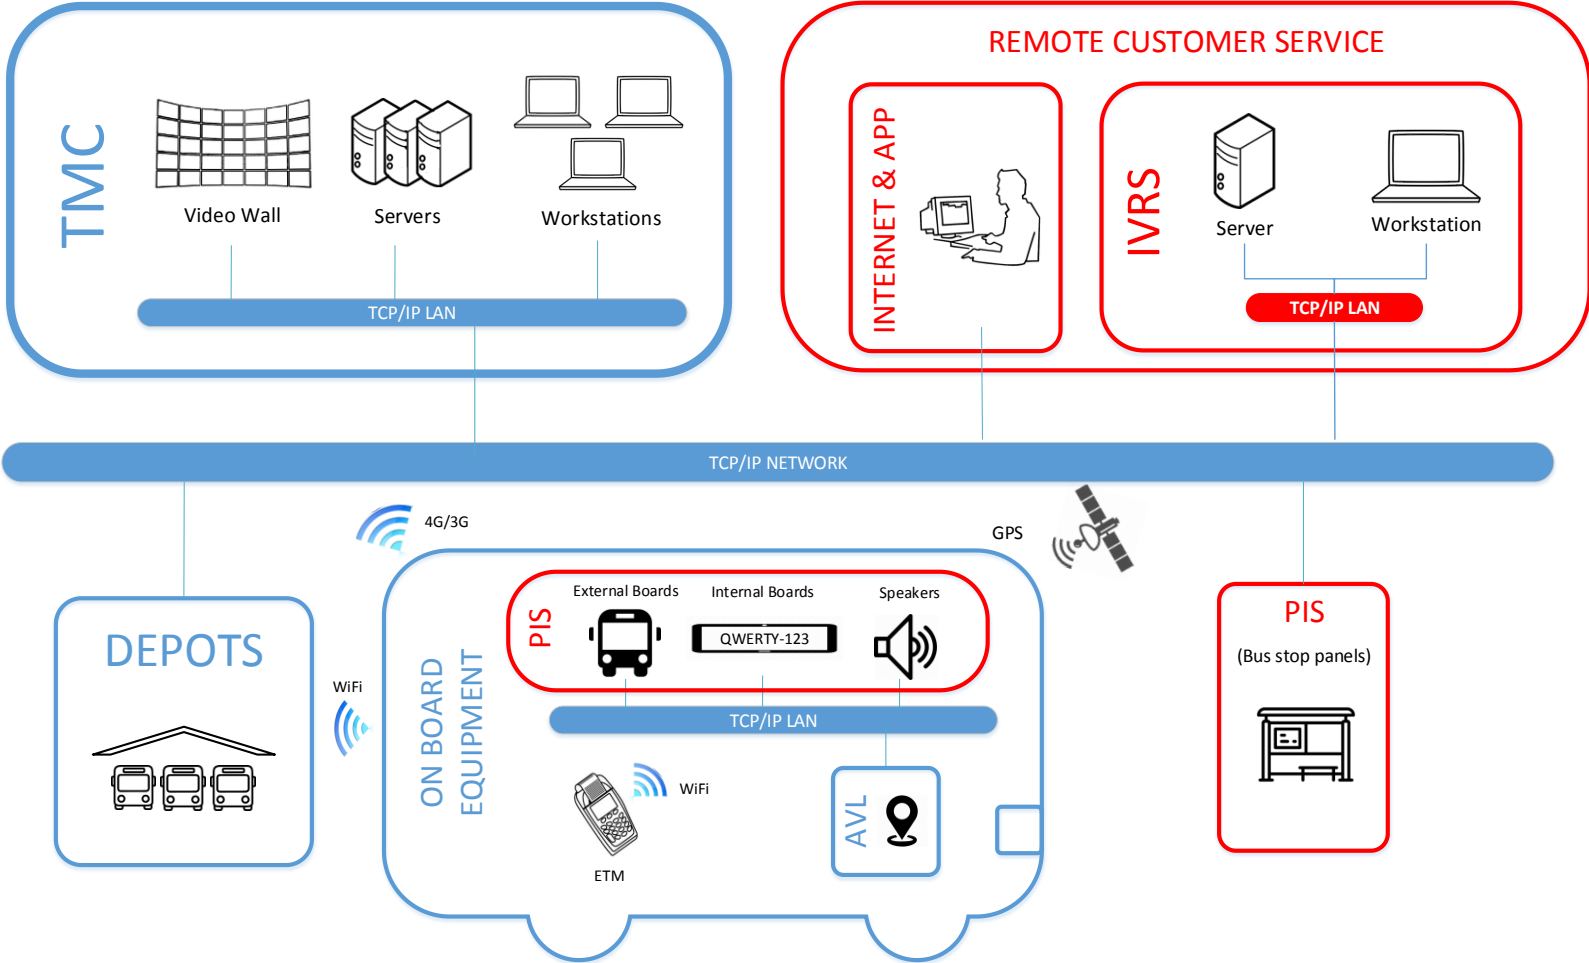 TMC
Video Wall
Servers
Workstations
TCP/IP LAN
REMOTE CUSTOMER SERVICE
INTERNET & APP
IVRS
Server
Workstation
TCP/IP LAN
TCP/IP NETWORK
4G/3G
GPS
DEPOTS
WiFi
ON BOARD
EQUIPMENT
PIS
External Boards
Internal Boards
Speakers
QWERTY-123
TCP/IP LAN
WiFi
ETM
AVL
PIS
(Bus stop panels)